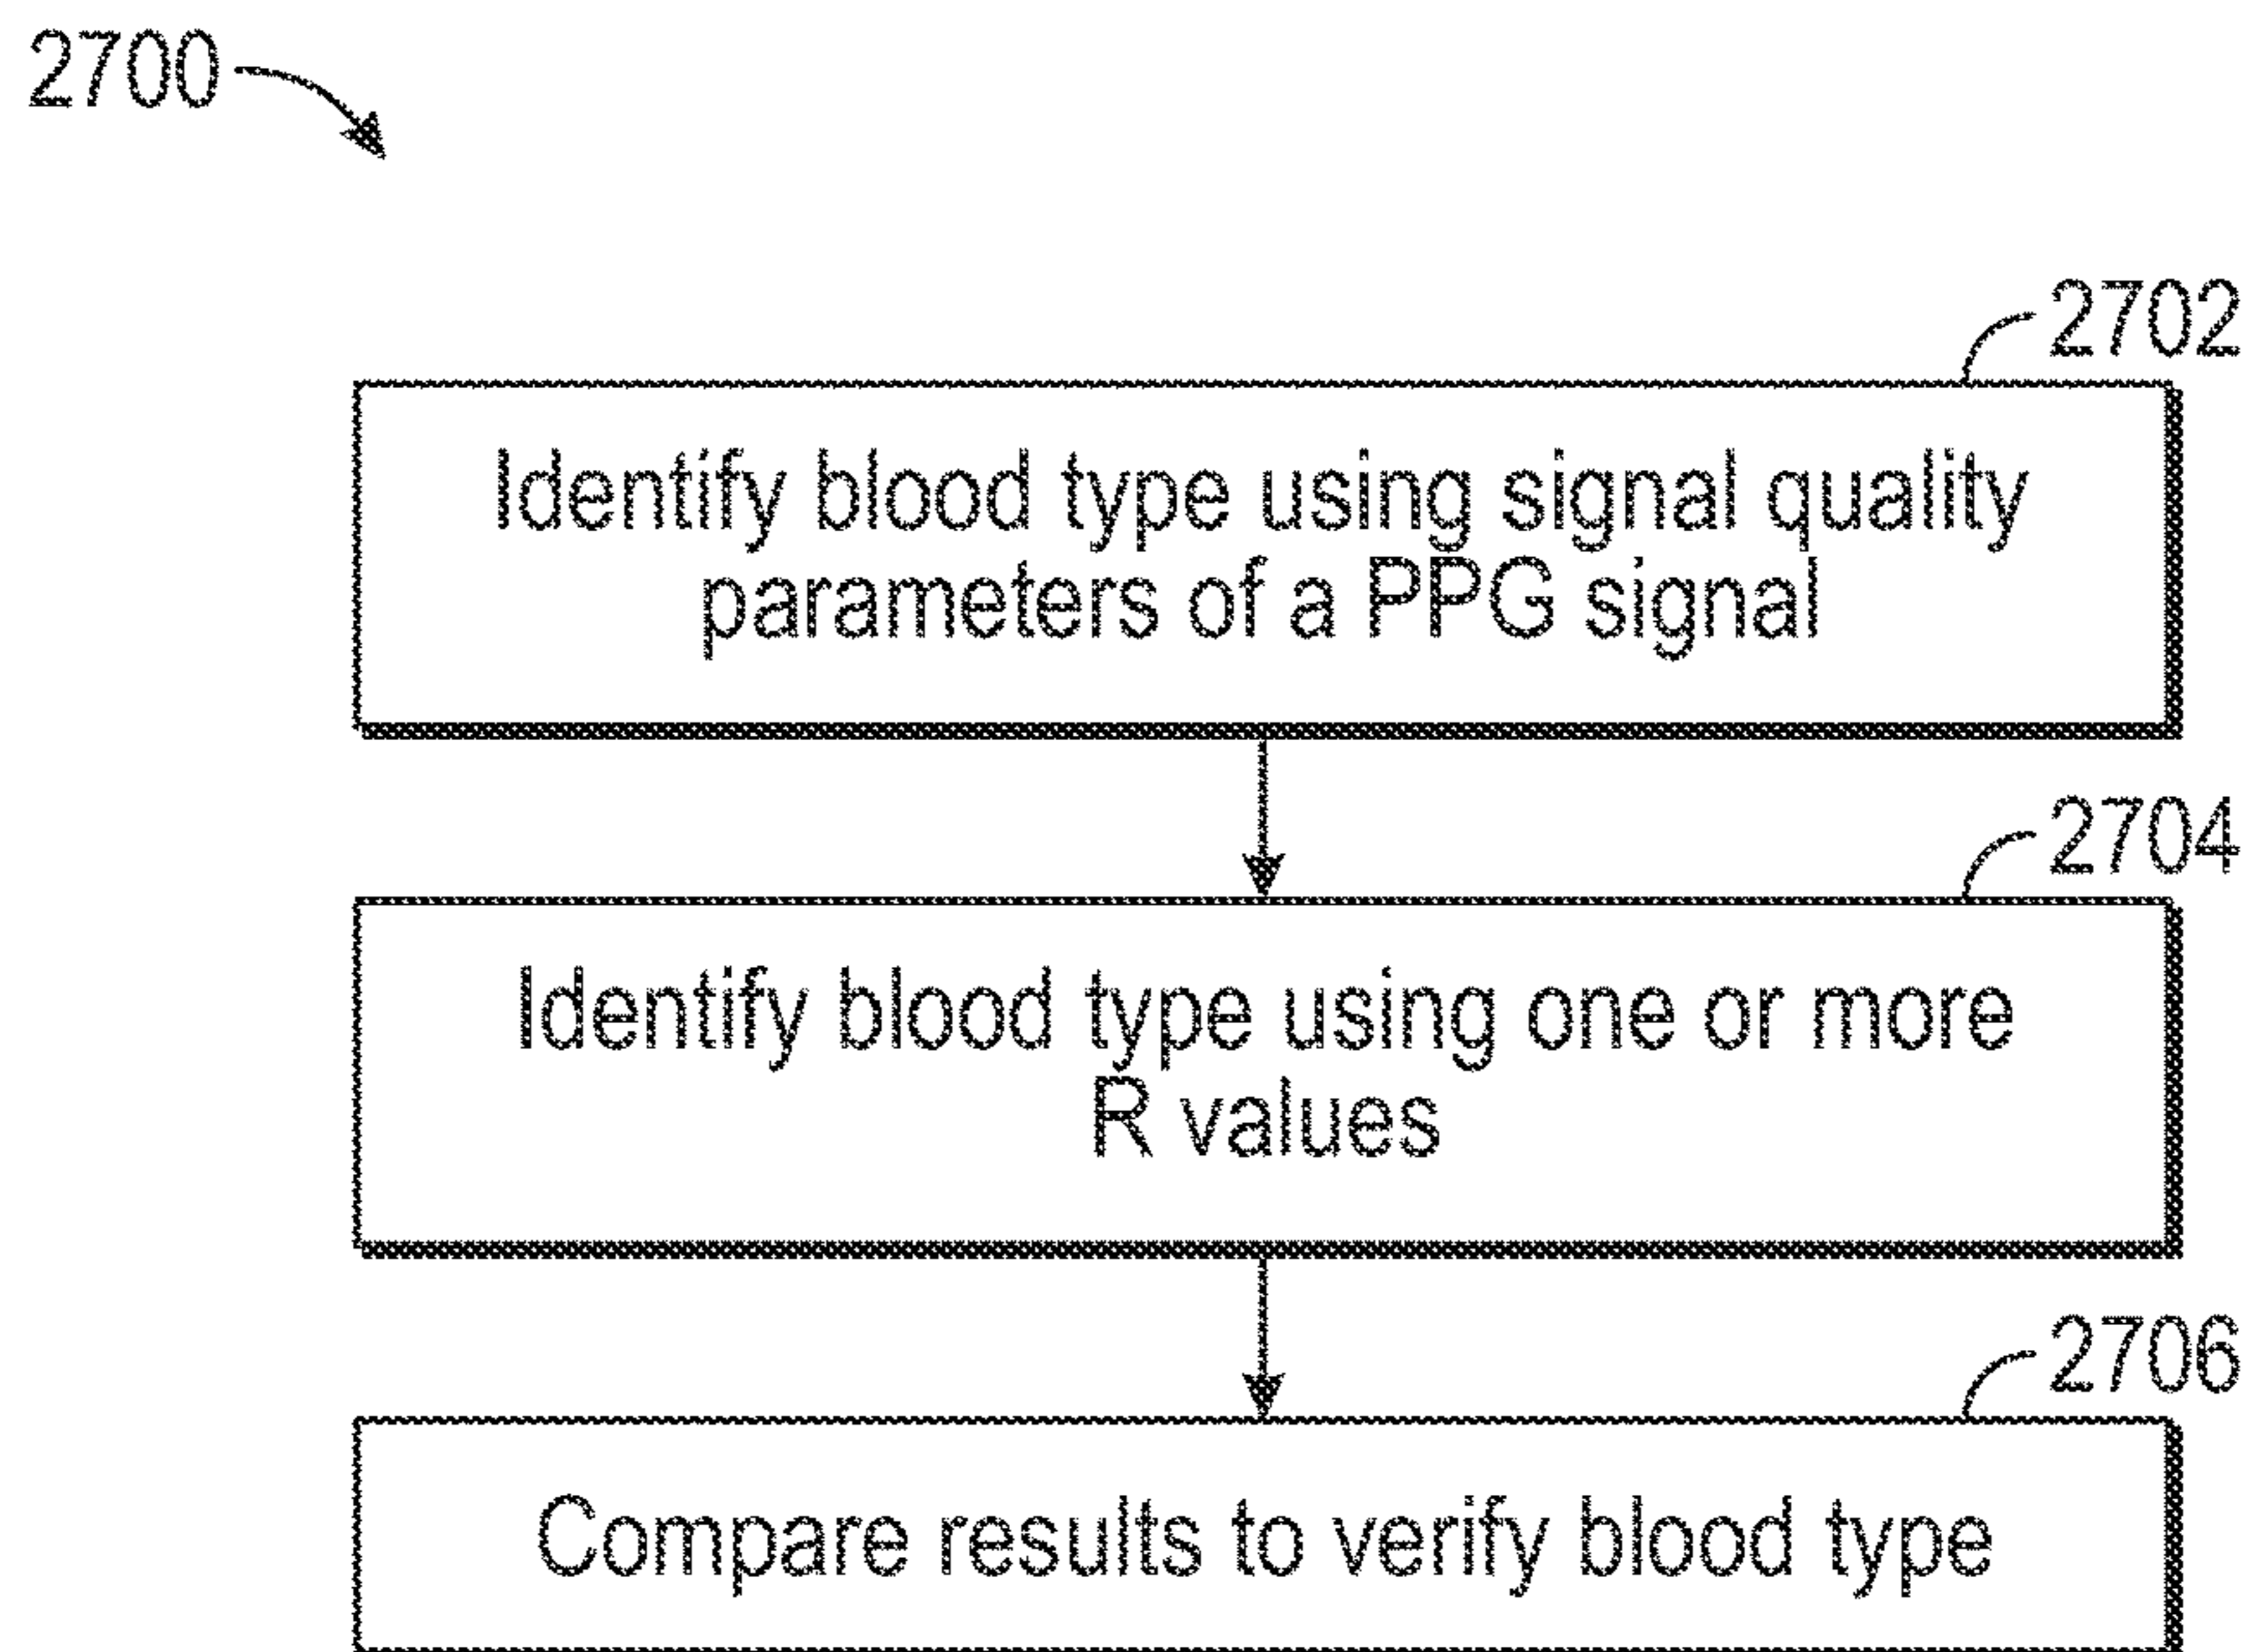 2700
2702
Identify blood type using signal quality
parameters of a PPG signal
2704
Identify blood type using one or more
R values
2706
Compare results to verify blood type